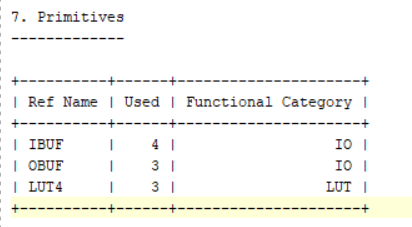 7. Primitives
-------------
+----------+------+---------------------+
| Ref Name | Used | Functional Category |
+----------+------+---------------------+
| IBUF     |    4 |                  IO |
| OBUF     |    3 |                  IO |
| LUT4     |    3 |                 LUT |
+----------+------+---------------------+